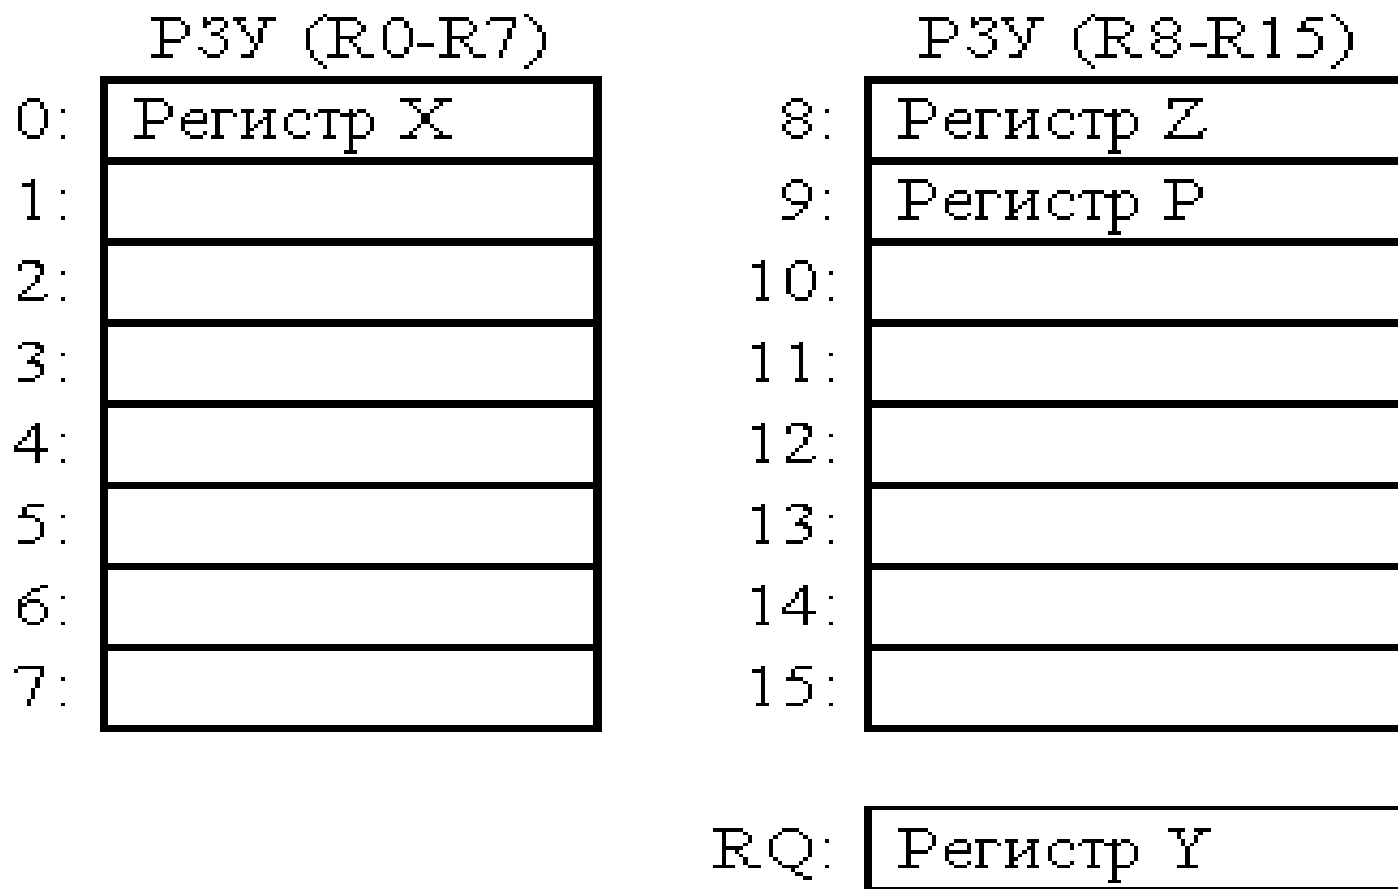 РЗУ (R0-R7)
0: Регистр X
1:
2:
3:
4:
5:
6:
7:
РЗУ (R8-R15)
8: Регистр Z
9: Регистр P
10:
11:
12:
13:
14:
15:
RQ: Регистр Y